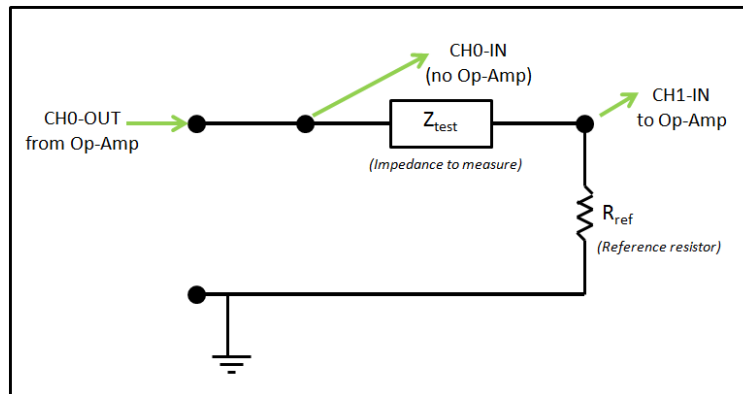 CH0-IN
(no Op-Amp)
CH1-IN
to Op-Amp
CH0-OUT
from Op-Amp
Ztest
(Impedance to measure)
Rref
(Reference resistor)